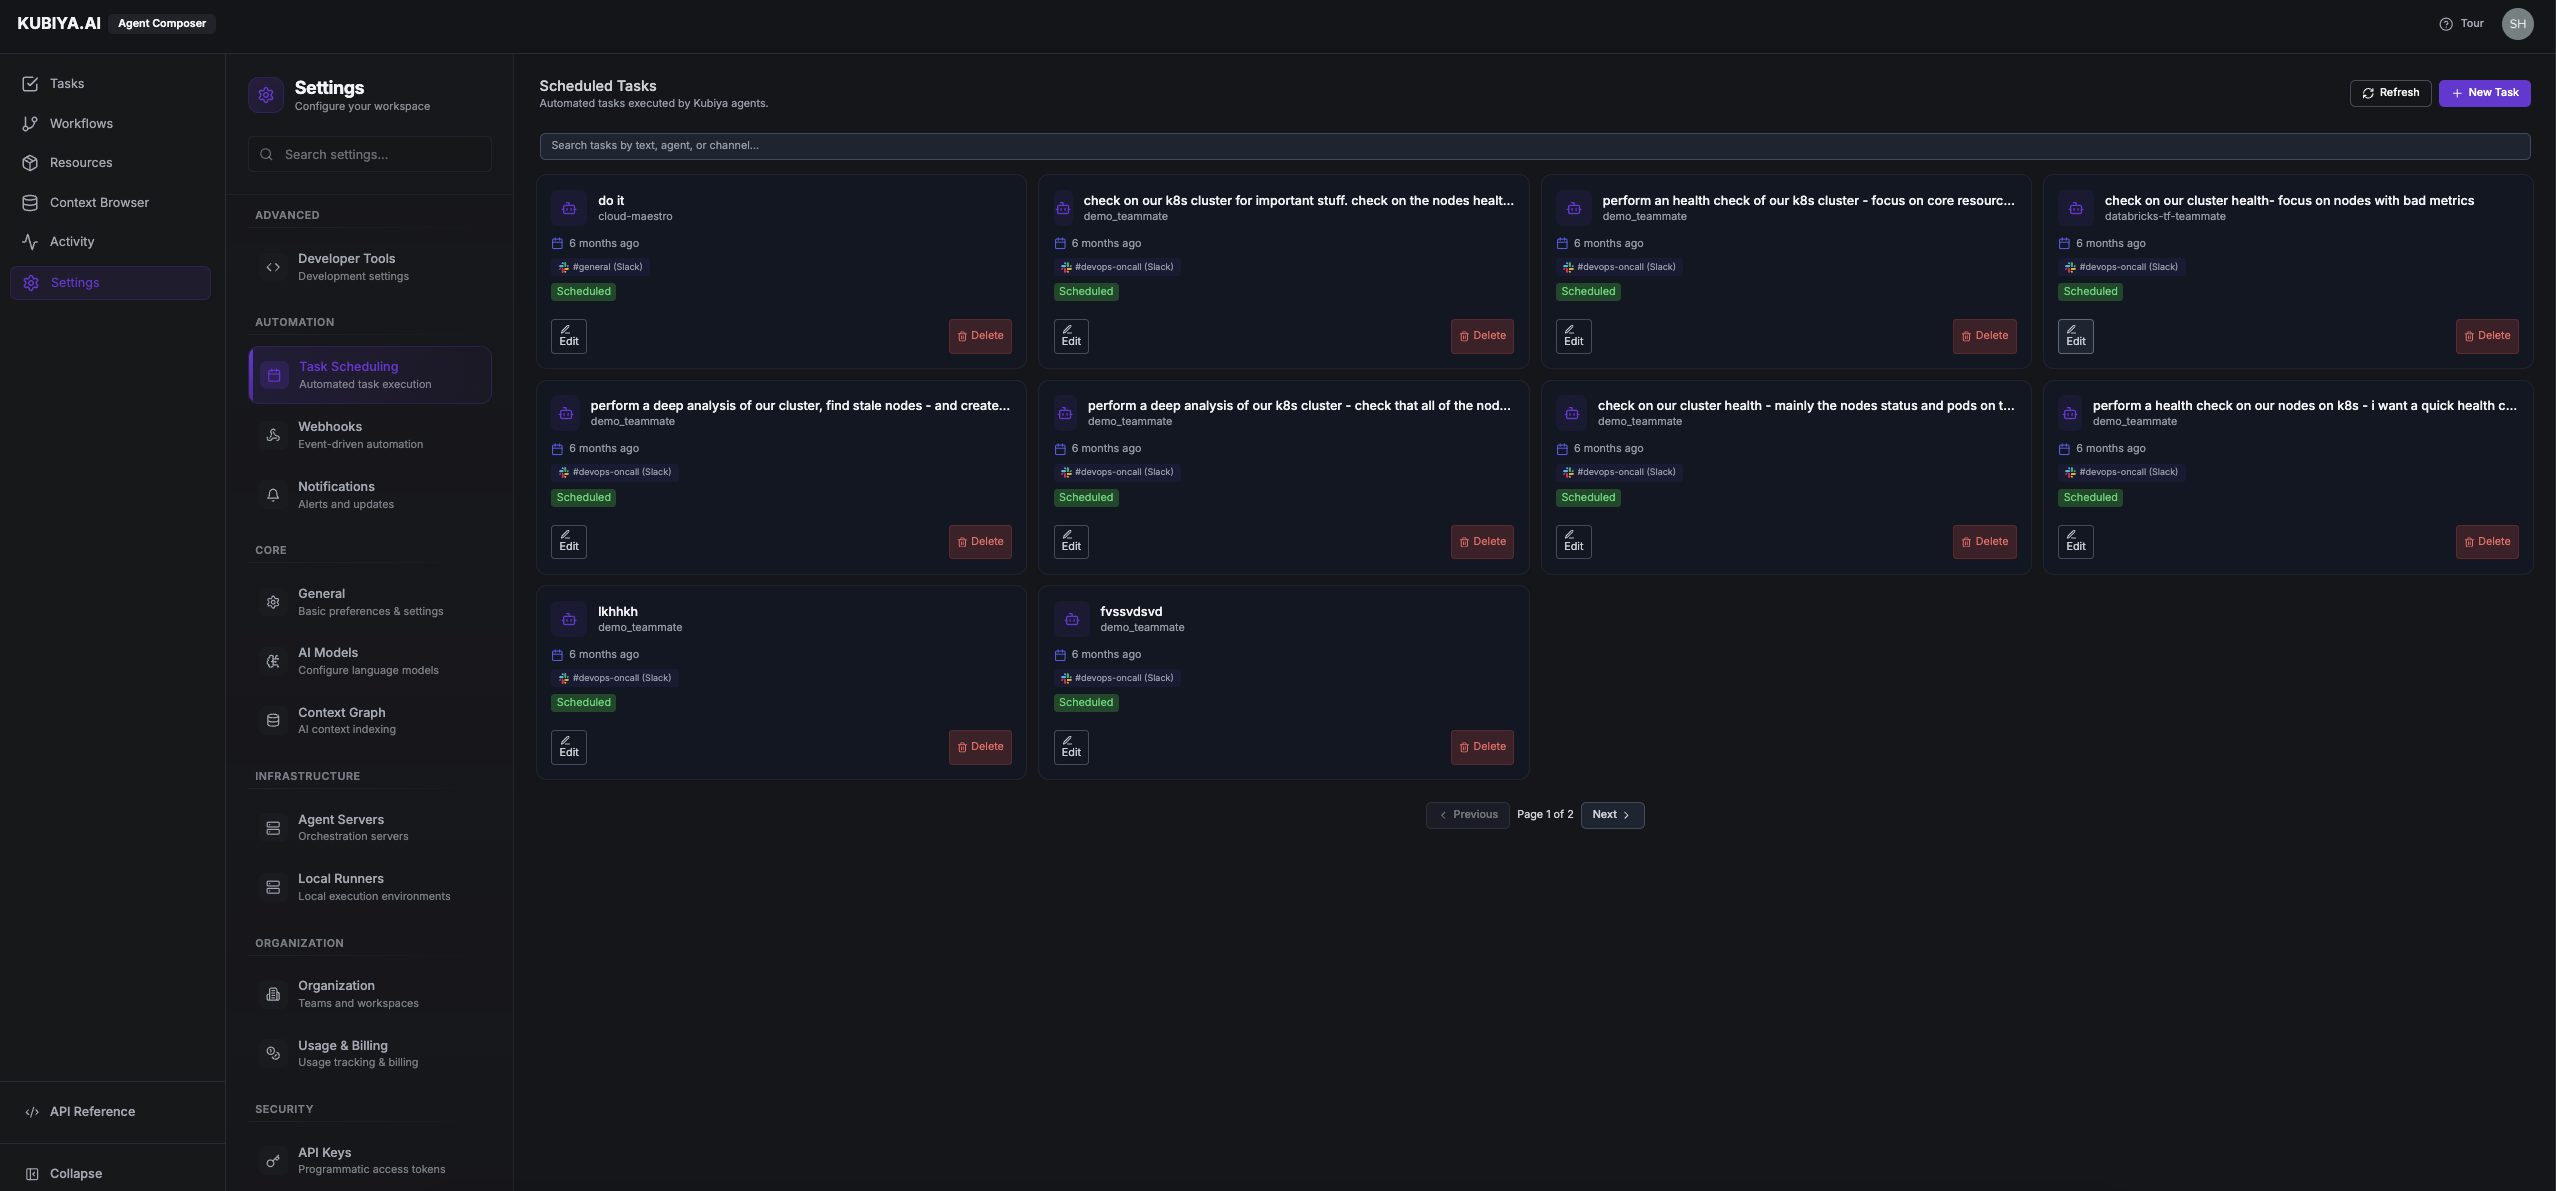 KUBIYA.AI Agent Composer
Tour
SH
Tasks
Workflows
Resources
Context Browser
Activity
Settings
API Reference
Collapse
Settings
Configure your workspace
Search settings...
ADVANCED
Developer Tools
Development settings
AUTOMATION
Task Scheduling
Automated task execution
Webhooks
Event-driven automation
Notifications
Alerts and updates
CORE
General
Basic preferences & settings
AI Models
Configure language models
Context Graph
AI context indexing
INFRASTRUCTURE
Agent Servers
Orchestration servers
Local Runners
Local execution environments
ORGANIZATION
Organization
Teams and workspaces
Usage & Billing
Usage tracking & billing
SECURITY
API Keys
Programmatic access tokens
Scheduled Tasks
Automated tasks executed by Kubiya agents.
Refresh
New Task
Search tasks by text, agent, or channel...
do it
cloud-maestro
6 months ago
#general (Slack)
Scheduled
Edit
Delete
check on our k8s cluster for important stuff. check on the nodes healt...
demo_teammate
6 months ago
#devops-oncall (Slack)
Scheduled
Edit
Delete
perform an health check of our k8s cluster - focus on core resourc...
demo_teammate
6 months ago
#devops-oncall (Slack)
Scheduled
Edit
Delete
check on our cluster health- focus on nodes with bad metrics
databricks-tf-teammate
6 months ago
#devops-oncall (Slack)
Scheduled
Edit
Delete
perform a deep analysis of our cluster, find stale nodes - and create...
demo_teammate
6 months ago
#devops-oncall (Slack)
Scheduled
Edit
Delete
perform a deep analysis of our k8s cluster - check that all of the nod...
demo_teammate
6 months ago
#devops-oncall (Slack)
Scheduled
Edit
Delete
check on our cluster health - mainly the nodes status and pods on t...
demo_teammate
6 months ago
#devops-oncall (Slack)
Scheduled
Edit
Delete
perform a health check on our nodes on k8s - i want a quick health c...
demo_teammate
6 months ago
#devops-oncall (Slack)
Scheduled
Edit
Delete
lkhhkh
demo_teammate
6 months ago
#devops-oncall (Slack)
Scheduled
Edit
Delete
fvssvdsvd
demo_teammate
6 months ago
#devops-oncall (Slack)
Scheduled
Edit
Delete
Previous
Page 1 of 2
Next